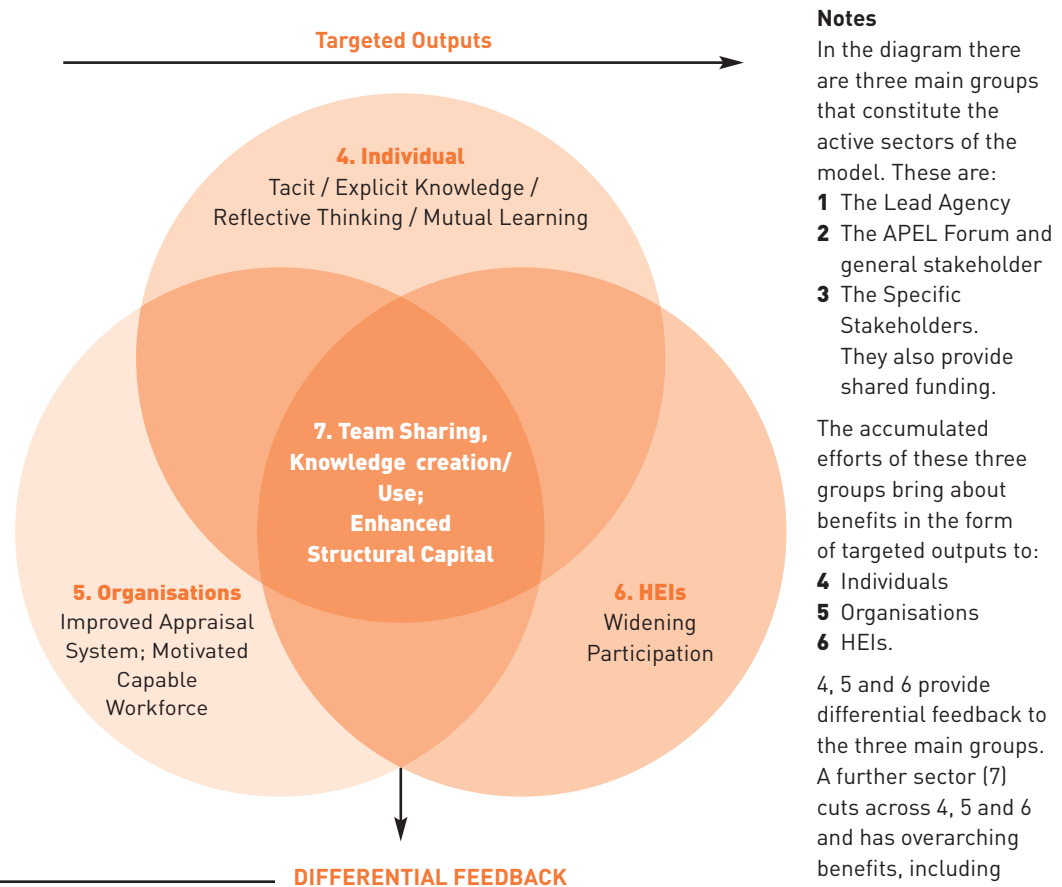 Targeted Outputs
4. Individual
Tacit / Explicit Knowledge /
Reflective Thinking / Mutual Learning
7. Team Sharing,
Knowledge creation/
Use;
Enhanced
Structural Capital
5. Organisations
Improved Appraisal
System; Motivated
Capable
Workforce
6. HEIs
Widening
Participation
DIFFERENTIAL FEEDBACK
Notes
In the diagram there
are three main groups
that constitute the
active sectors of the
model. These are:
1 The Lead Agency
2 The APEL Forum and
general stakeholder
3 The Specific
Stakeholders.
They also provide
shared funding.
The accumulated
efforts of these three
groups bring about
benefits in the form
of targeted outputs to:
4 Individuals
5 Organisations
6 HEIs.
4, 5 and 6 provide
differential feedback to
the three main groups.
A further sector (7)
cuts across 4, 5 and 6
and has overarching
benefits, including